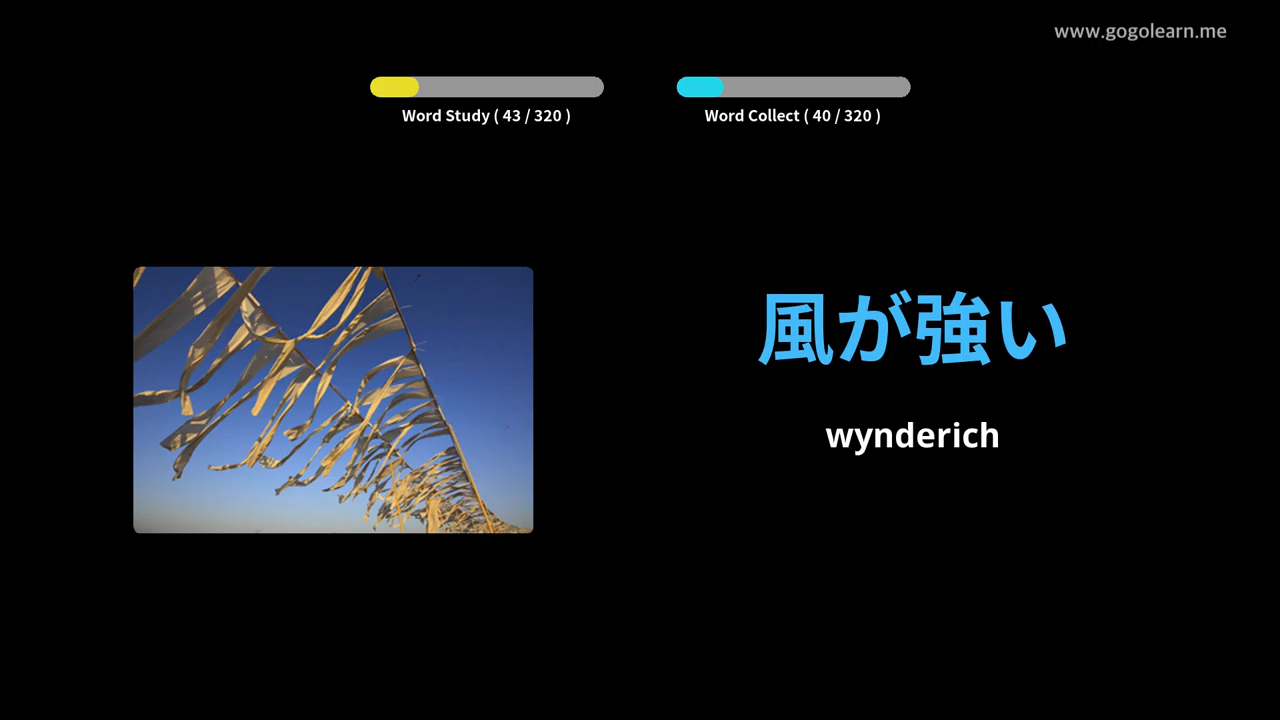 www.gogolearn.me
Word Study ( 43 / 320 )
Word Collect ( 40 / 320 )
風が強い
wynderich